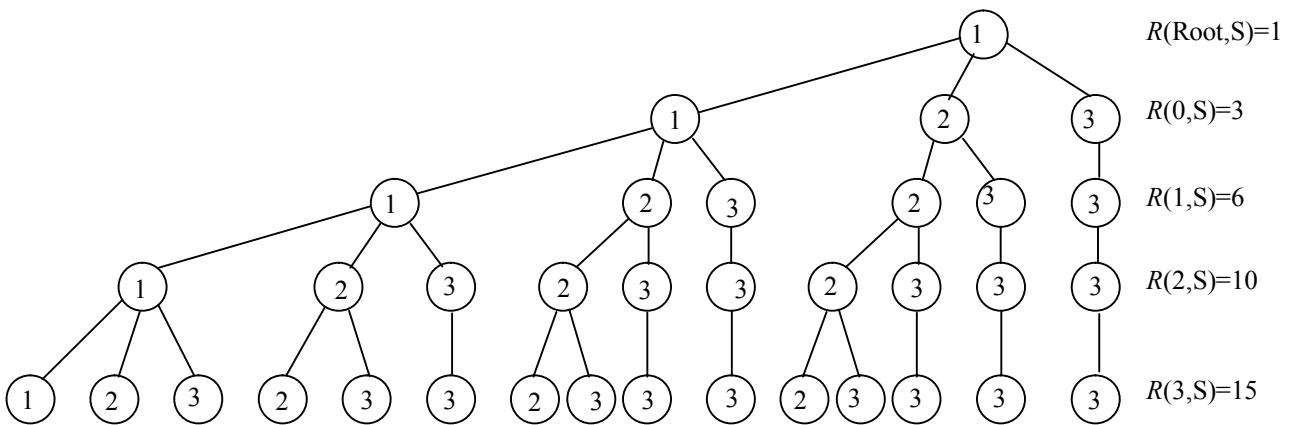 1 R(Root,S)=1
1 2 3 R(0,S)=3
1 2 3 2 3 3 R(1,S)=6
1 2 3 2 3 3 2 3 3 3 R(2,S)=10
1 2 3 2 3 3 2 3 3 3 2 3 3 3 3 R(3,S)=15